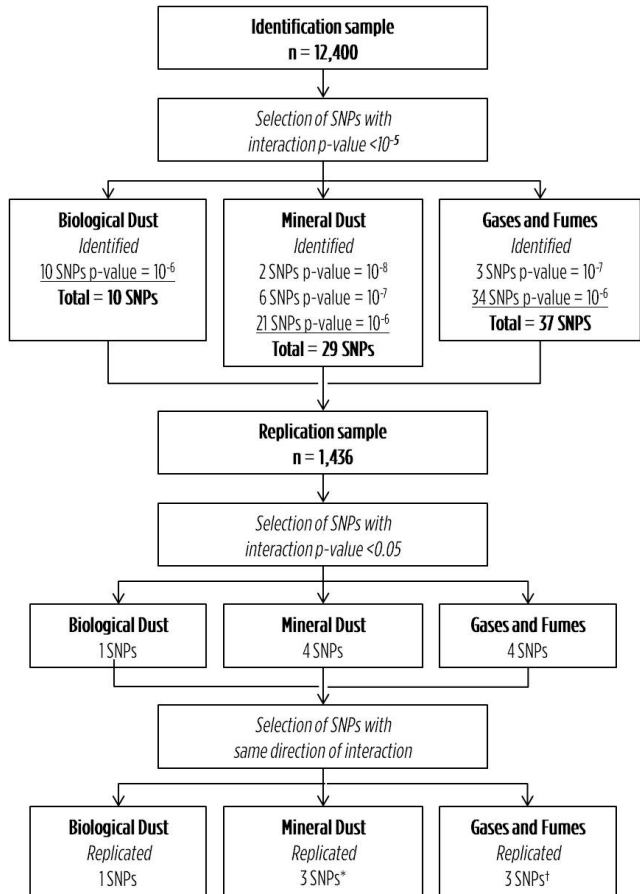 Identification sample
n = 12,400
Selection of SNPs with
interaction p-value <10⁻⁵
Biological Dust
Identified
10 SNPs p-value = 10⁻⁶
Total = 10 SNPs
Mineral Dust
Identified
2 SNPs p-value = 10⁻⁸
6 SNPs p-value = 10⁻⁷
21 SNPs p-value = 10⁻⁶
Total = 29 SNPs
Gases and Fumes
Identified
3 SNPs p-value = 10⁻⁷
34 SNPs p-value = 10⁻⁶
Total = 37 SNPS
Replication sample
n = 1,436
Selection of SNPs with
interaction p-value <0.05
Biological Dust
1 SNPs
Mineral Dust
4 SNPs
Gases and Fumes
4 SNPs
Selection of SNPs with
same direction of interaction
Biological Dust
Replicated
1 SNPs
Mineral Dust
Replicated
3 SNPs*
Gases and Fumes
Replicated
3 SNPs†